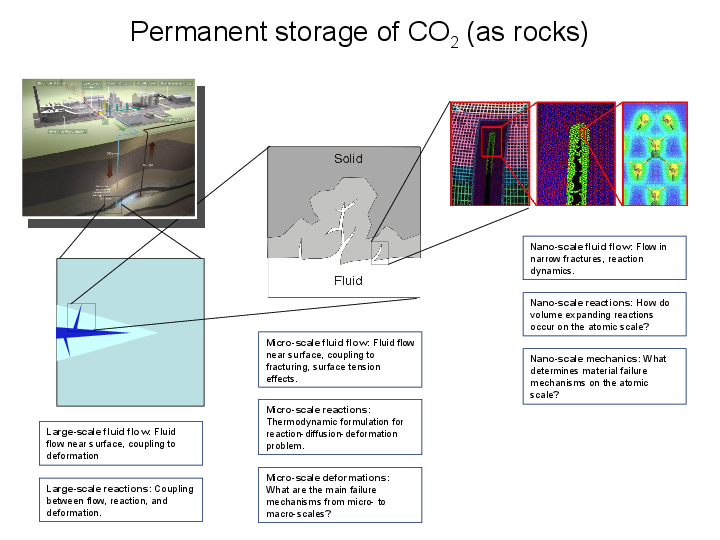 Permanent storage of CO2 (as rocks)
Solid
Fluid
Nano-scale fluid flow: Flow in
narrow fractures, reaction
dynamics.
Nano-scale reactions: How do
volume expanding reactions
occur on the atomic scale?
Nano-scale mechanics: What
determines material failure
mechanisms on the atomic
scale?
Micro-scale fluid flow: Fluid flow
near surface, coupling to
fracturing, surface tension
effects.
Micro-scale reactions:
Thermodynamic formulation for
reaction-diffusion-deformation
problem.
Micro-scale deformations:
What are the main failure
mechanisms from micro- to
macro-scales?
Large-scale fluid flow: Fluid
flow near surface, coupling to
deformation
Large-scale reactions: Coupling
between flow, reaction, and
deformation.